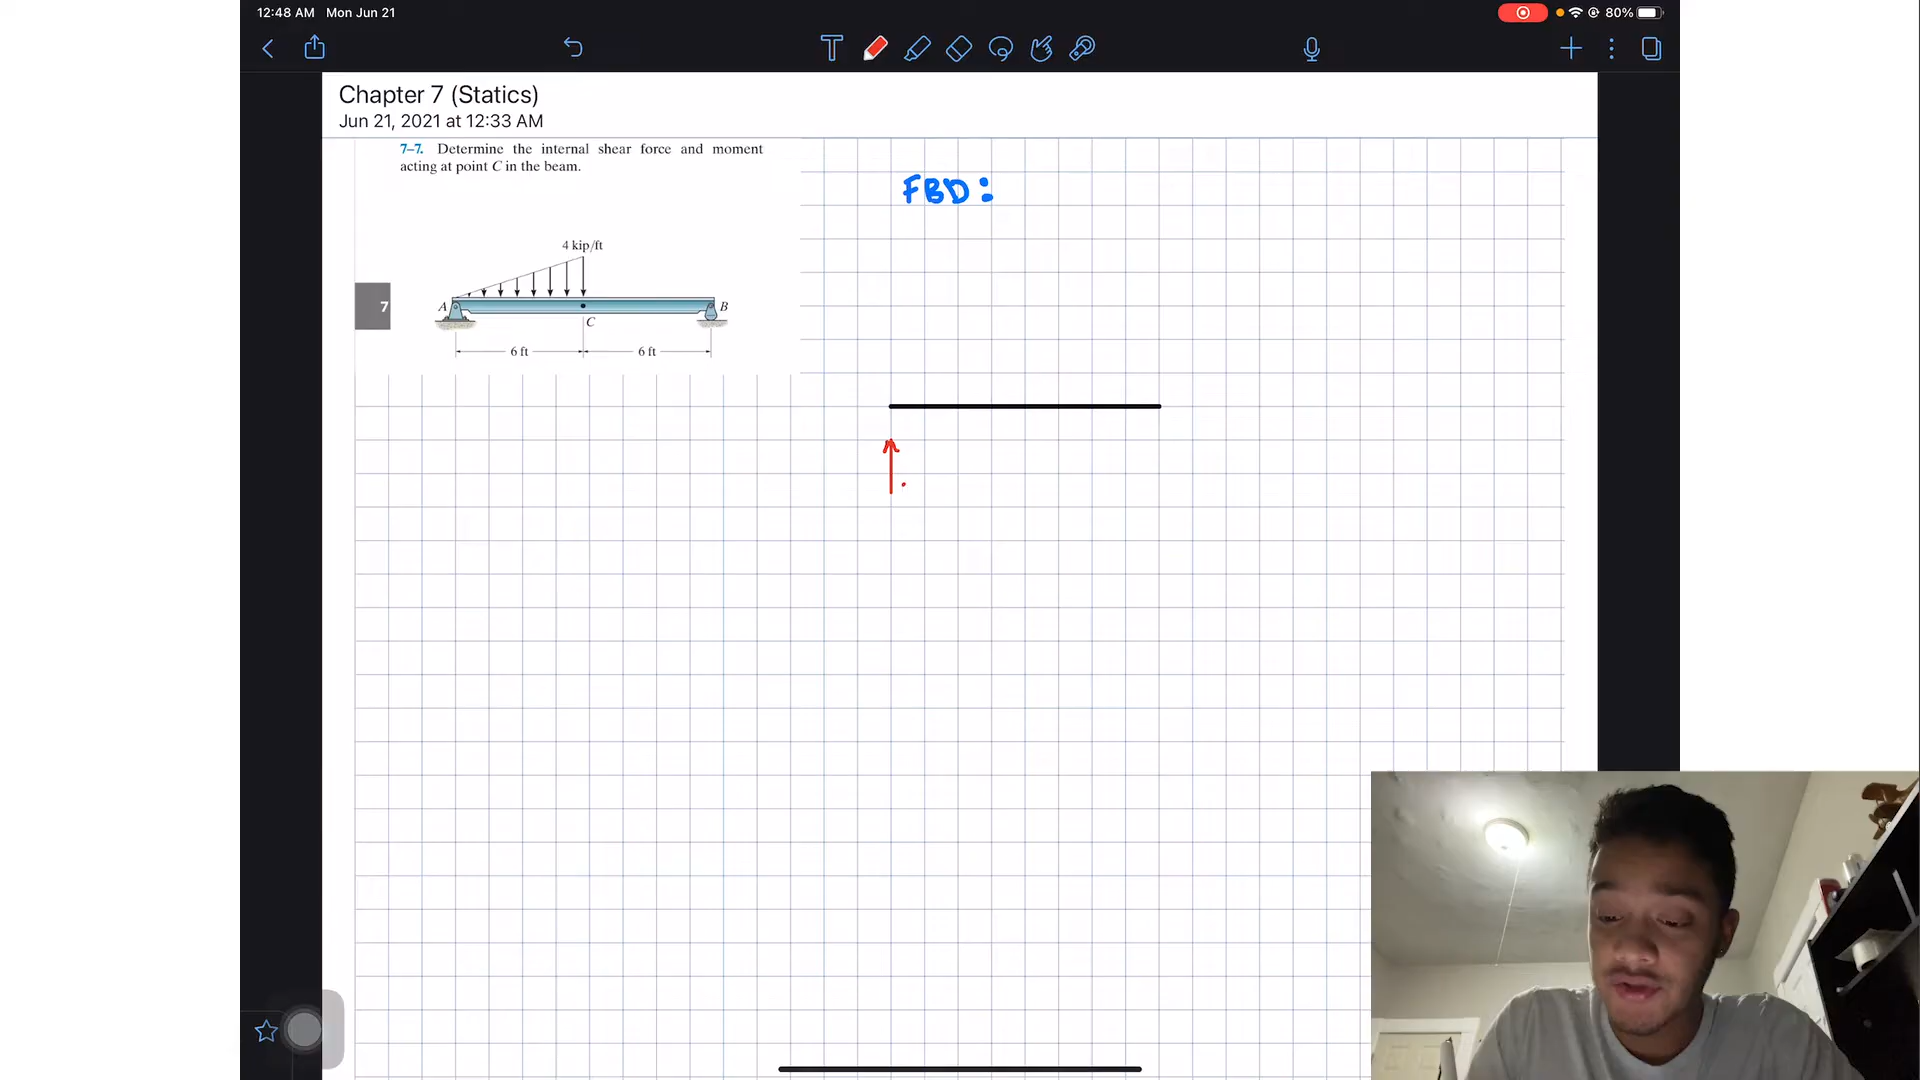 12:48 AM Mon Jun 21
80%
Chapter 7 (Statics)
Jun 21, 2021 at 12:33 AM
7–7. Determine the internal shear force and moment
acting at point C in the beam.
FBD:
4 kip/ft
7
A
B
C
6 ft
6 ft